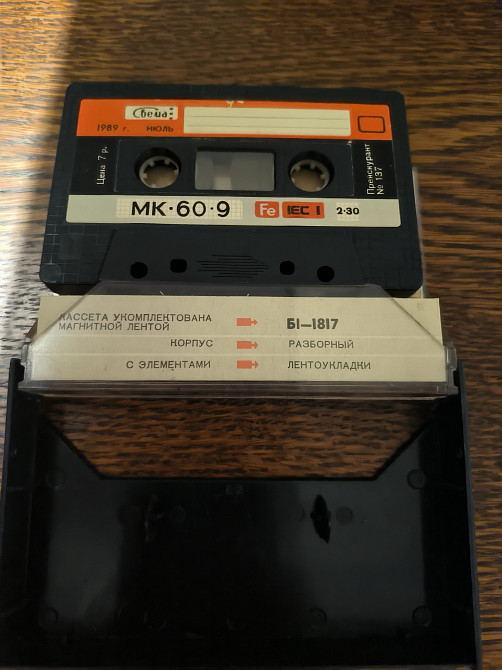 Свема
1989 г. ИЮЛЬ
Цена 7 р.
Прейскурант
№ 137
МК·60·9 Fe IEC I 2×30
КАССЕТА УКОМПЛЕКТОВАНА
МАГНИТНОЙ ЛЕНТОЙ Б1—1817
КОРПУС РАЗБОРНЫЙ
С ЭЛЕМЕНТАМИ ЛЕНТОУКЛАДКИ